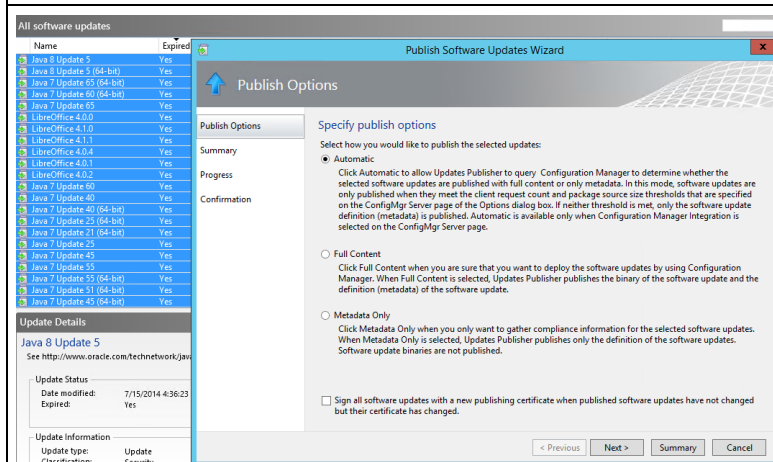 All software updates
Name Expired
Java 8 Update 5 Yes
Java 8 Update 5 (64-bit) Yes
Java 7 Update 65 (64-bit) Yes
Java 7 Update 60 (64-bit) Yes
Java 7 Update 65 Yes
LibreOffice 4.0.0 Yes
LibreOffice 4.1.0 Yes
LibreOffice 4.1.1 Yes
LibreOffice 4.0.4 Yes
LibreOffice 4.0.1 Yes
LibreOffice 4.0.2 Yes
Java 7 Update 60 Yes
Java 7 Update 40 Yes
Java 7 Update 40 (64-bit) Yes
Java 7 Update 25 (64-bit) Yes
Java 7 Update 21 (64-bit) Yes
Java 7 Update 25 Yes
Java 7 Update 45 Yes
Java 7 Update 55 Yes
Java 7 Update 55 (64-bit) Yes
Java 7 Update 51 (64-bit) Yes
Java 7 Update 45 (64-bit) Yes
Update Details
Java 8 Update 5
See http://www.oracle.com/technetwork/java
Update Status
Date modified: 7/15/2014 4:36:23
Expired: Yes
Update Information
Update type: Update
Classification: Security
Publish Software Updates Wizard
x
Publish Options
Publish Options
Summary
Progress
Confirmation
Specify publish options
Select how you would like to publish the selected updates:
Automatic
Click Automatic to allow Updates Publisher to query Configuration Manager to determine whether the
selected software updates are published with full content or only metadata. In this mode, software updates are
only published when they meet the client request count and package source size thresholds that are specified
on the ConfigMgr Server page of the Options dialog box. If neither threshold is met, only the software update
definition (metadata) is published. Automatic is available only when Configuration Manager Integration is
selected on the ConfigMgr Server page.
Full Content
Click Full Content when you are sure that you want to deploy the software updates by using Configuration
Manager. When Full Content is selected, Updates Publisher publishes the binary of the software update and the
definition (metadata) of the software update.
Metadata Only
Click Metadata Only when you only want to gather compliance information for the selected software updates.
When Metadata Only is selected, Updates Publisher publishes only the definition of the software updates.
Software update binaries are not published.
Sign all software updates with a new publishing certificate when published software updates have not changed
but their certificate has changed.
< Previous Next > Summary Cancel